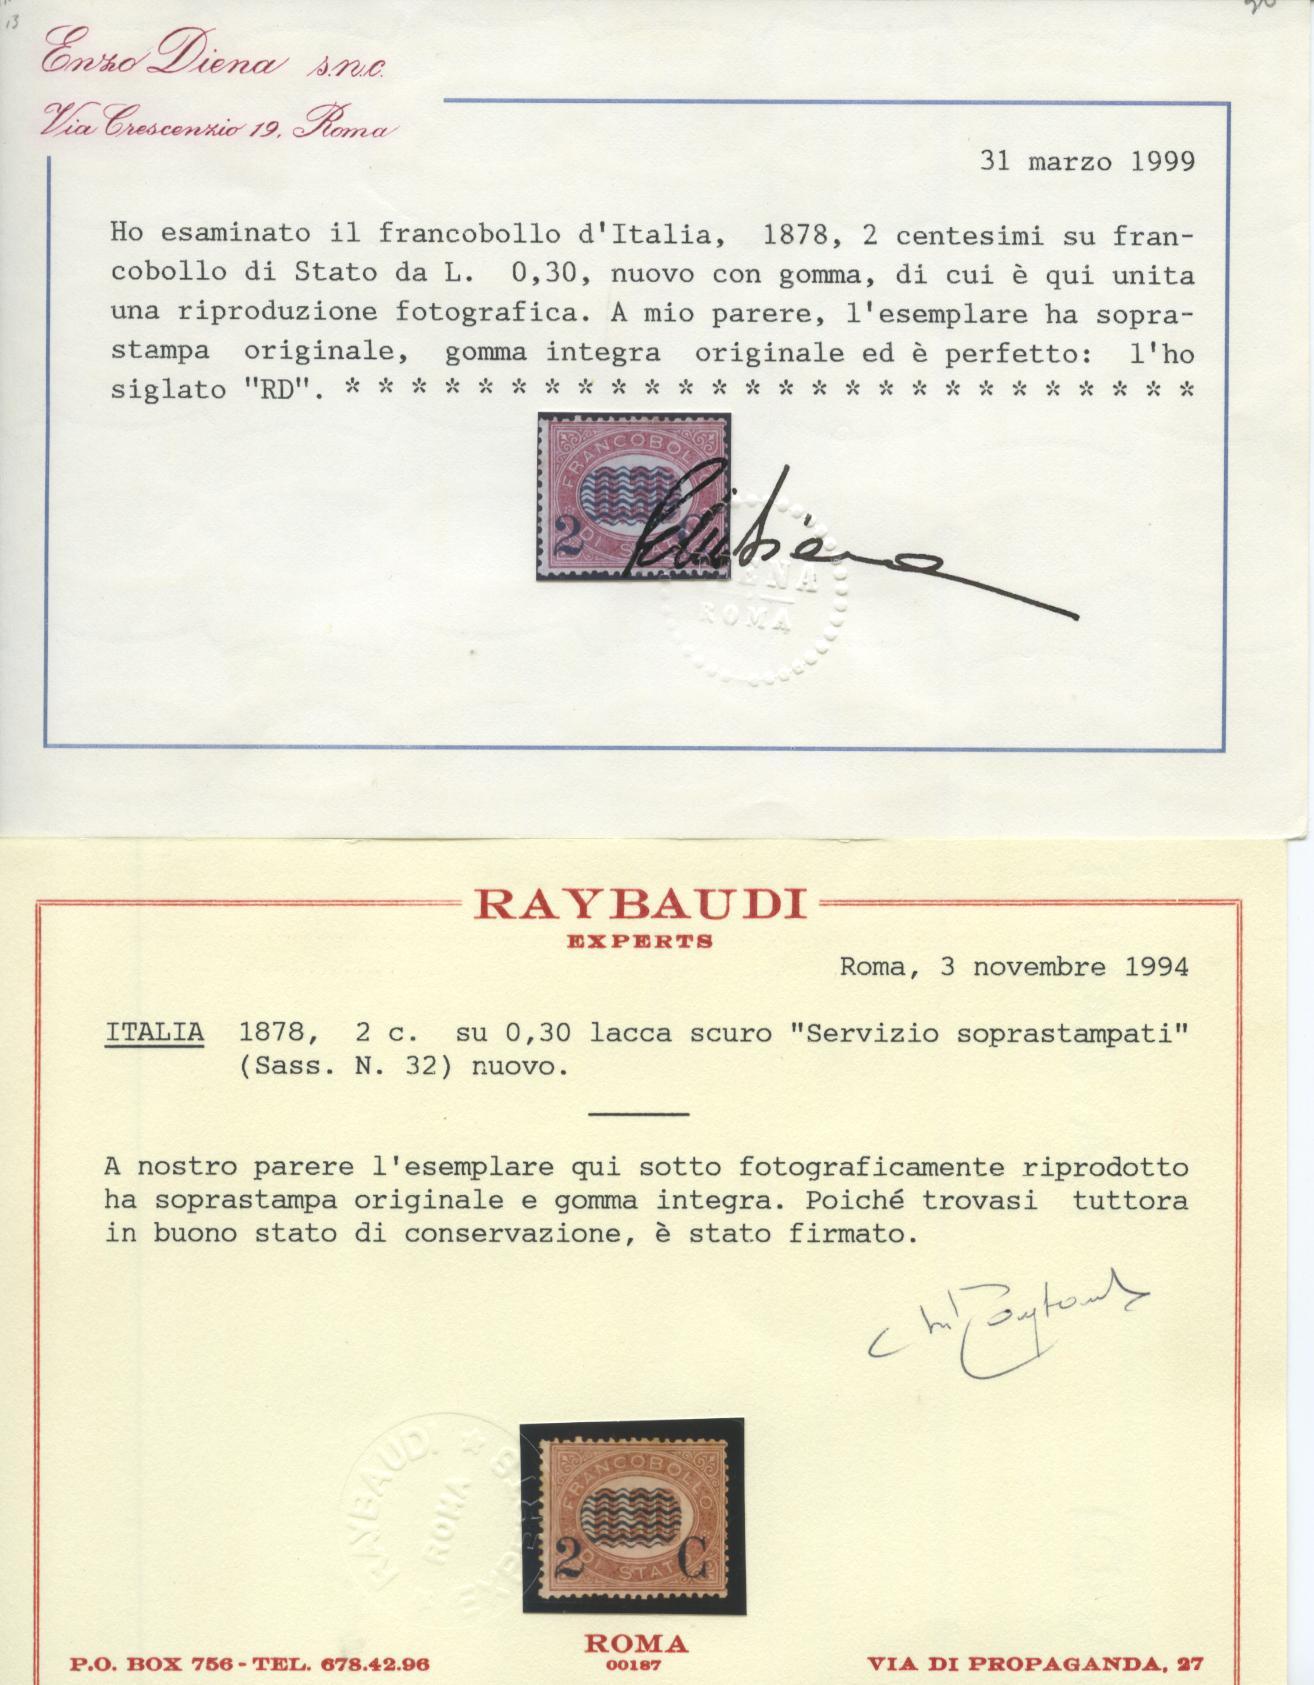 13
Enzo Diena s.n.c.
Via Crescenzio 19, Roma
31 marzo 1999
Ho esaminato il francobollo d'Italia, 1878, 2 centesimi su fran-
cobollo di Stato da L. 0,30, nuovo con gomma, di cui è qui unita
una riproduzione fotografica. A mio parere, l'esemplare ha sopra-
stampa originale, gomma integra originale ed è perfetto: l'ho
siglato "RD". * * * * * * * * * * * * * * * * * * * * * * * * * *
FRANCOBOLLO
2
DI STATO
DIENA
ROMA
RAYBAUDI
EXPERTS
Roma, 3 novembre 1994
ITALIA 1878, 2 c. su 0,30 lacca scuro "Servizio soprastampati"
(Sass. N. 32) nuovo.
A nostro parere l'esemplare qui sotto fotograficamente riprodotto
ha soprastampa originale e gomma integra. Poiché trovasi tuttora
in buono stato di conservazione, è stato firmato.
RAYBAUDI
ROMA
FRANCOBOLLO
2 C
DI STATO
ROMA
00187
P.O. BOX 756 - TEL. 678.42.96
VIA DI PROPAGANDA, 27